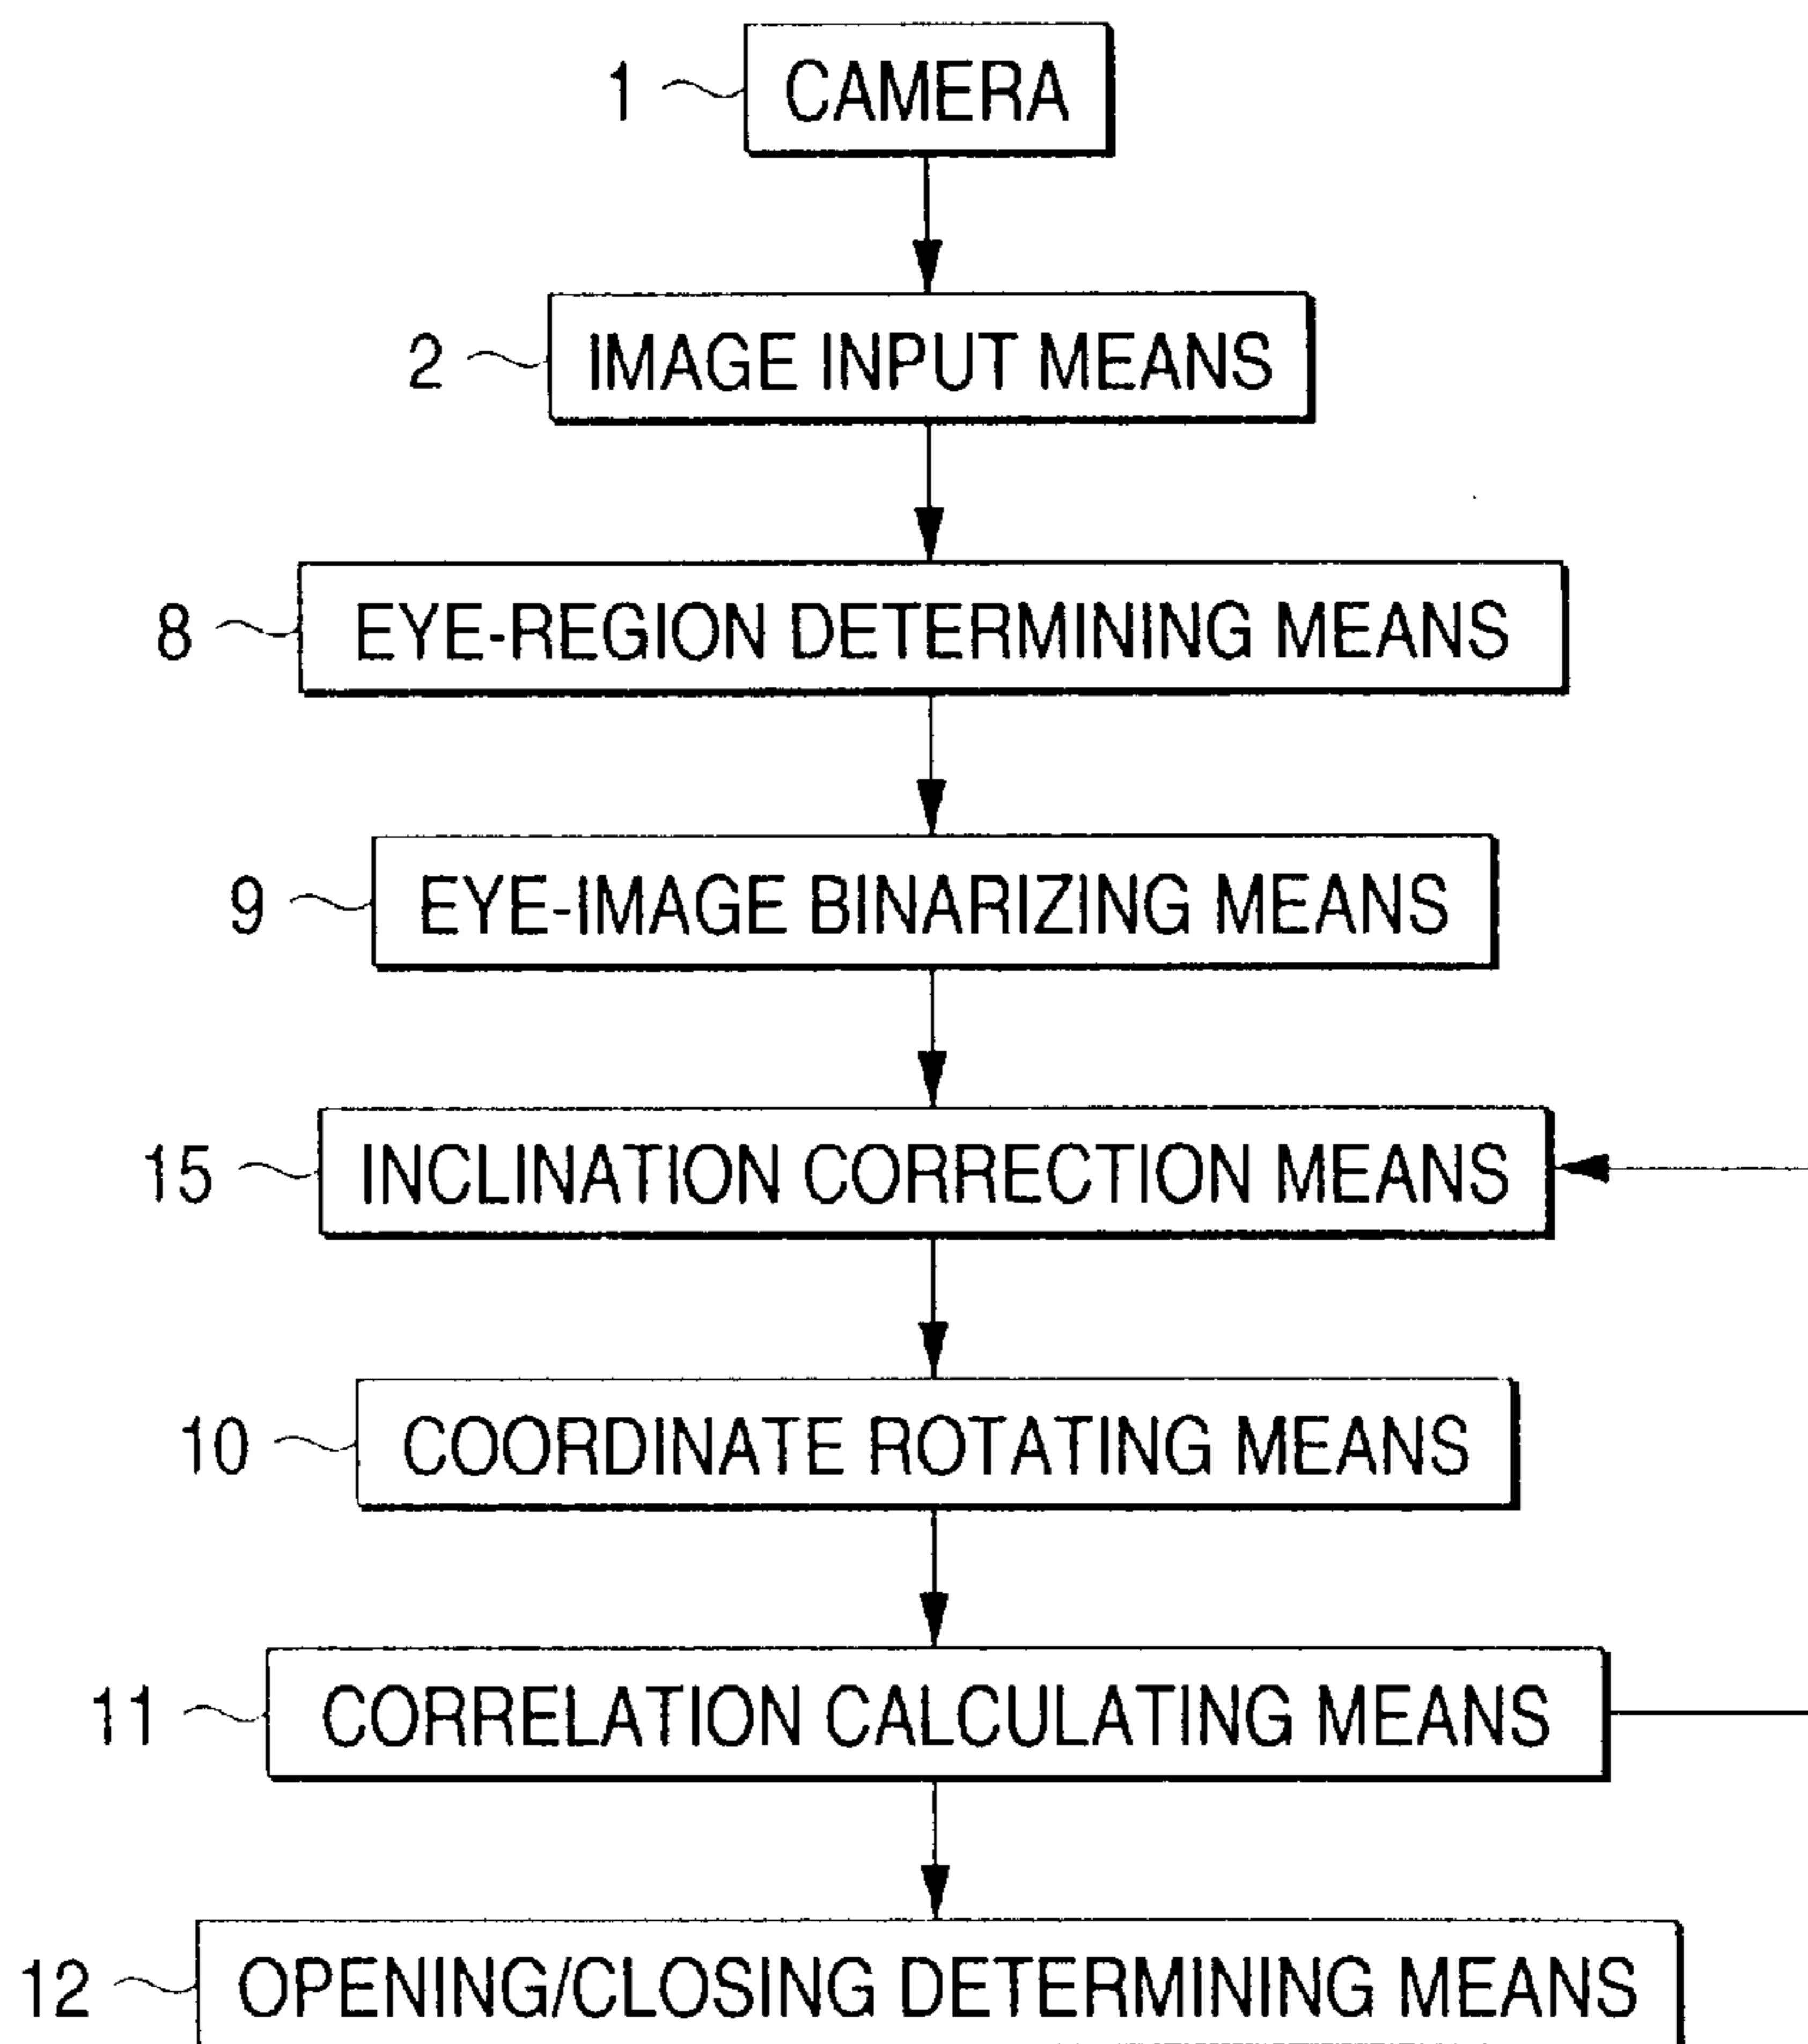 1 CAMERA
2 IMAGE INPUT MEANS
8 EYE-REGION DETERMINING MEANS
9 EYE-IMAGE BINARIZING MEANS
15 INCLINATION CORRECTION MEANS
10 COORDINATE ROTATING MEANS
11 CORRELATION CALCULATING MEANS
12 OPENING/CLOSING DETERMINING MEANS